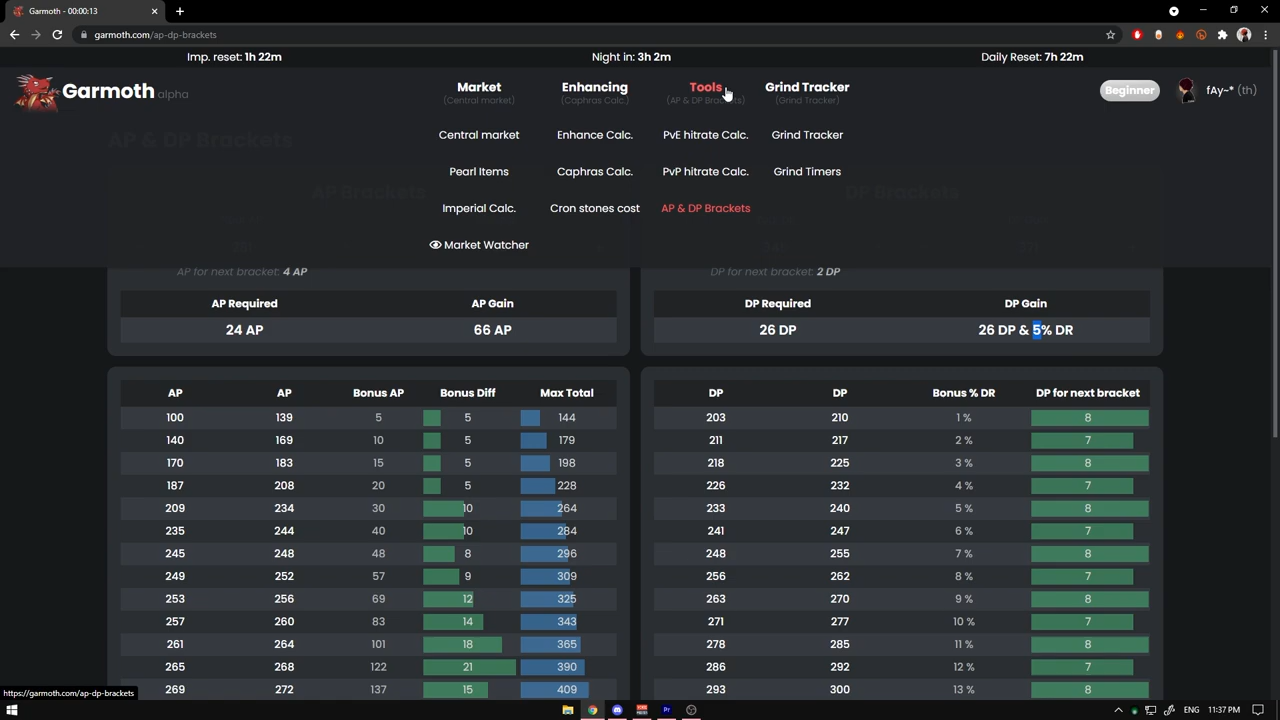 Garmoth - 00:00:13
garmoth.com/ap-dp-brackets
Imp. reset: 1h 22m
Night in: 3h 2m
Daily Reset: 7h 22m
Garmoth alpha
Market
(Central market)
Enhancing
(Caphras Calc.)
Tools
(AP & DP Brackets)
Grind Tracker
(Grind Tracker)
Beginner
fAy~* (th)
Central market
Enhance Calc.
PvE hitrate Calc.
Grind Tracker
AP & DP Brackets
Pearl Items
Caphras Calc.
PvP hitrate Calc.
Grind Timers
AP Brackets
DP Brackets
Imperial Calc.
Cron stones cost
AP & DP Brackets
Market Watcher
AP for next bracket: 4 AP
DP for next bracket: 2 DP
AP Required AP Gain
24 AP 66 AP
DP Required DP Gain
26 DP 26 DP & 5% DR
AP AP Bonus AP Bonus Diff Max Total
100 139 5 5 144
140 169 10 5 179
170 183 15 5 198
187 208 20 5 228
209 234 30 10 264
235 244 40 10 284
245 248 48 8 296
249 252 57 9 309
253 256 69 12 325
257 260 83 14 343
261 264 101 18 365
265 268 122 21 390
269 272 137 15 409
DP DP Bonus % DR DP for next bracket
203 210 1 % 8
211 217 2 % 7
218 225 3 % 8
226 232 4 % 7
233 240 5 % 8
241 247 6 % 7
248 255 7 % 8
256 262 8 % 7
263 270 9 % 8
271 277 10 % 7
278 285 11 % 8
286 292 12 % 7
293 300 13 % 8
https://garmoth.com/ap-dp-brackets
ENG 11:37 PM